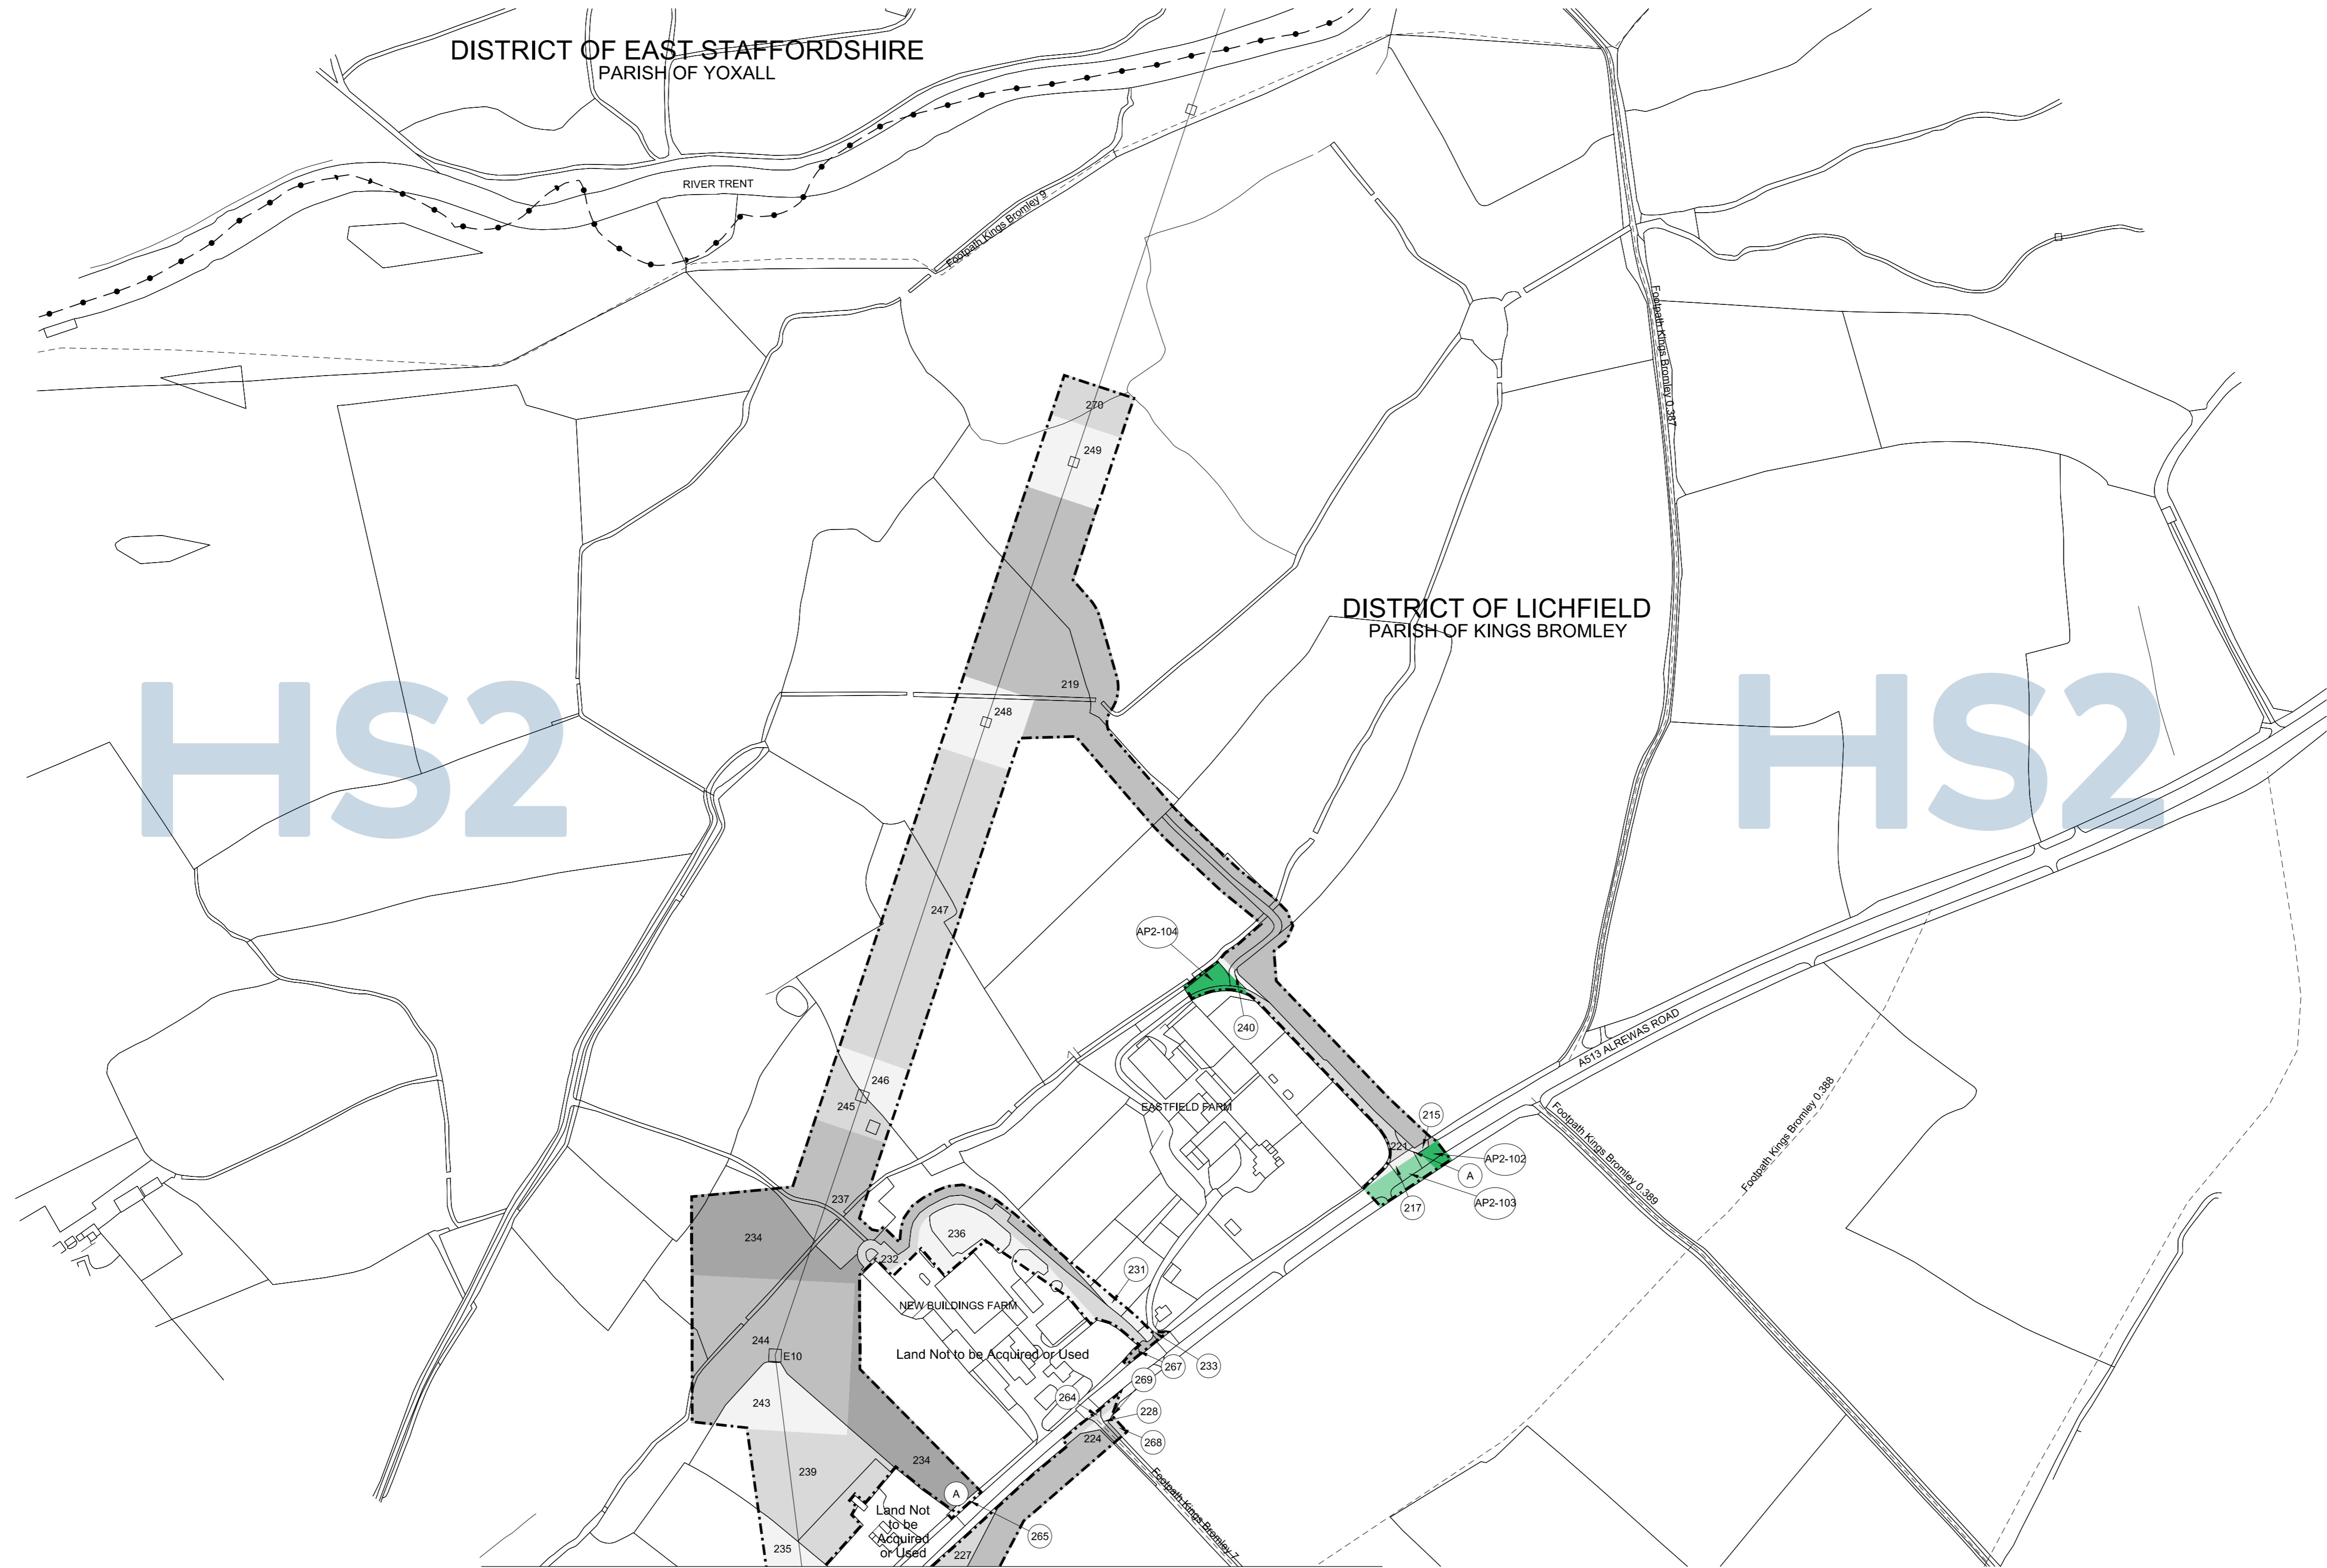 DISTRICT OF EAST STAFFORDSHIRE
PARISH OF YOXALL
RIVER TRENT
Footpath Kings Bromley 9
Footpath Kings Bromley 0.387
270
249
DISTRICT OF LICHFIELD
PARISH OF KINGS BROMLEY
219
248
HS2
HS2
247
AP2-104
240
A513 ALREWAS ROAD
246
245
EASTFIELD FARM
215
221
AP2-102
A
AP2-103
217
Footpath Kings Bromley 0.389
Footpath Kings Bromley 0.388
237
234
236
232
231
NEW BUILDINGS FARM
244
E10
Land Not to be Acquired or Used
267
233
269
264
243
228
224
268
239
234
A
Land Not
to be
Acquired
or Used
265
235
227
Footpath Kings Bromley 7